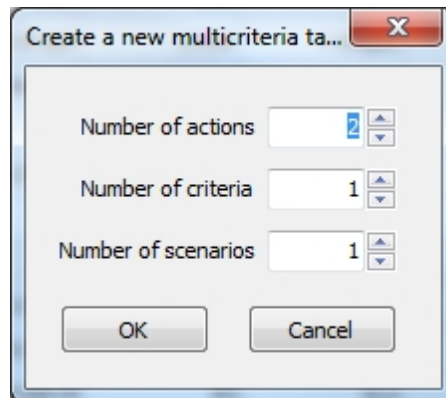 Create a new multicriteria ta...
Number of actions 2
Number of criteria 1
Number of scenarios 1
OK Cancel